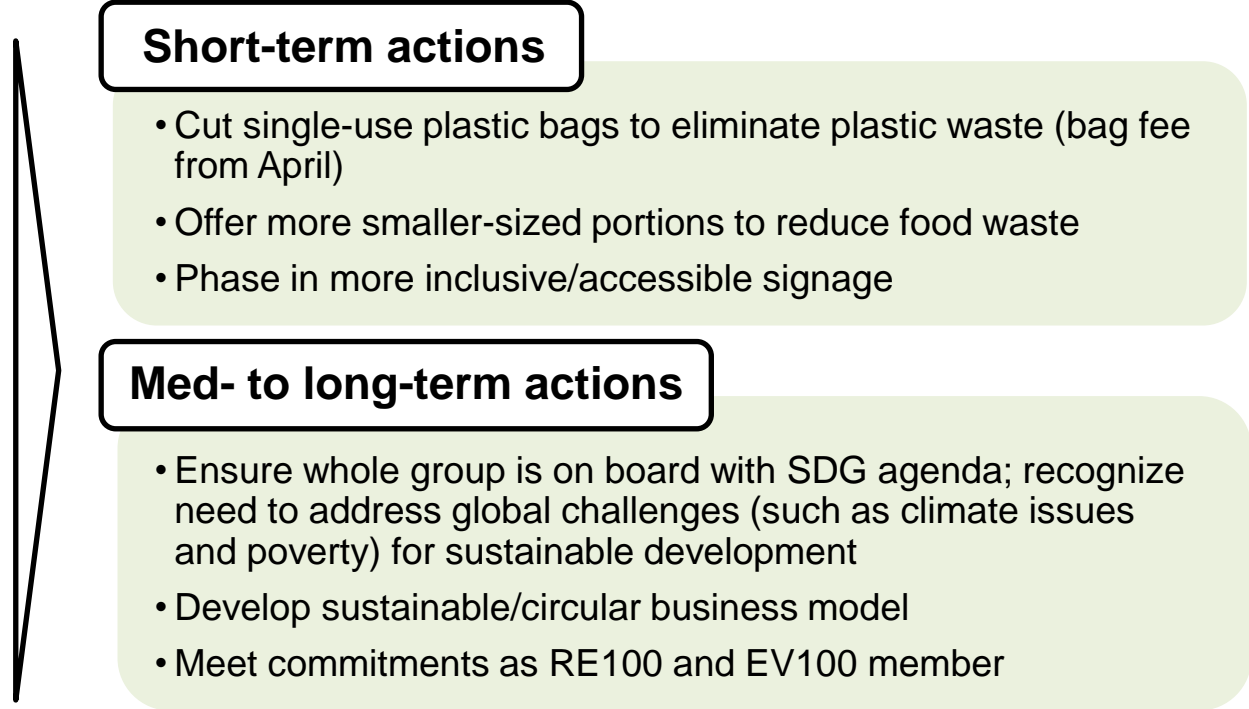 Short-term actions
• Cut single-use plastic bags to eliminate plastic waste (bag fee
from April)
• Offer more smaller-sized portions to reduce food waste
• Phase in more inclusive/accessible signage
Med- to long-term actions
• Ensure whole group is on board with SDG agenda; recognize
need to address global challenges (such as climate issues
and poverty) for sustainable development
• Develop sustainable/circular business model
• Meet commitments as RE100 and EV100 member